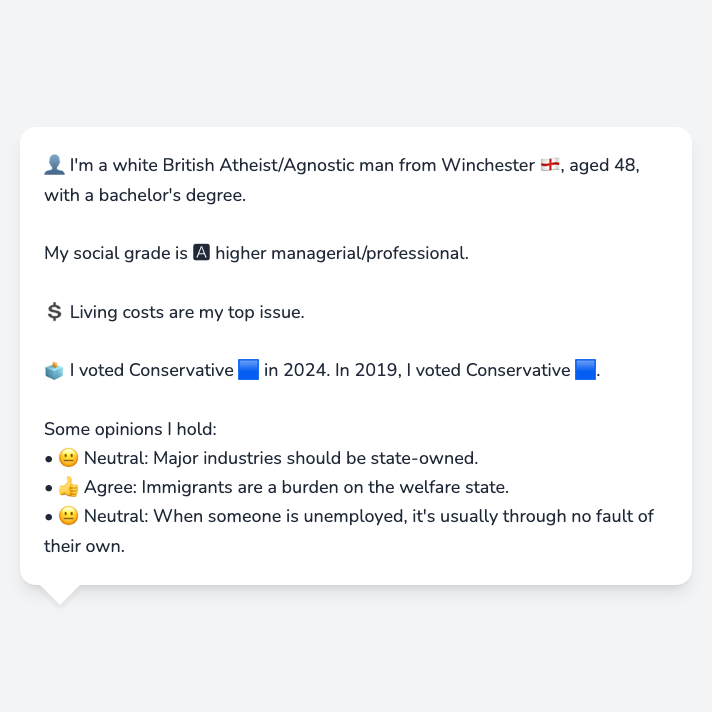 👤 I'm a white British Atheist/Agnostic man from Winchester 🏴󠁧󠁢󠁥󠁮󠁧󠁿, aged 48,
with a bachelor's degree.
My social grade is 🅰 higher managerial/professional.
💲 Living costs are my top issue.
🗳️ I voted Conservative 🟦 in 2024. In 2019, I voted Conservative 🟦.
Some opinions I hold:
• 😐 Neutral: Major industries should be state-owned.
• 👍 Agree: Immigrants are a burden on the welfare state.
• 😐 Neutral: When someone is unemployed, it's usually through no fault of
their own.